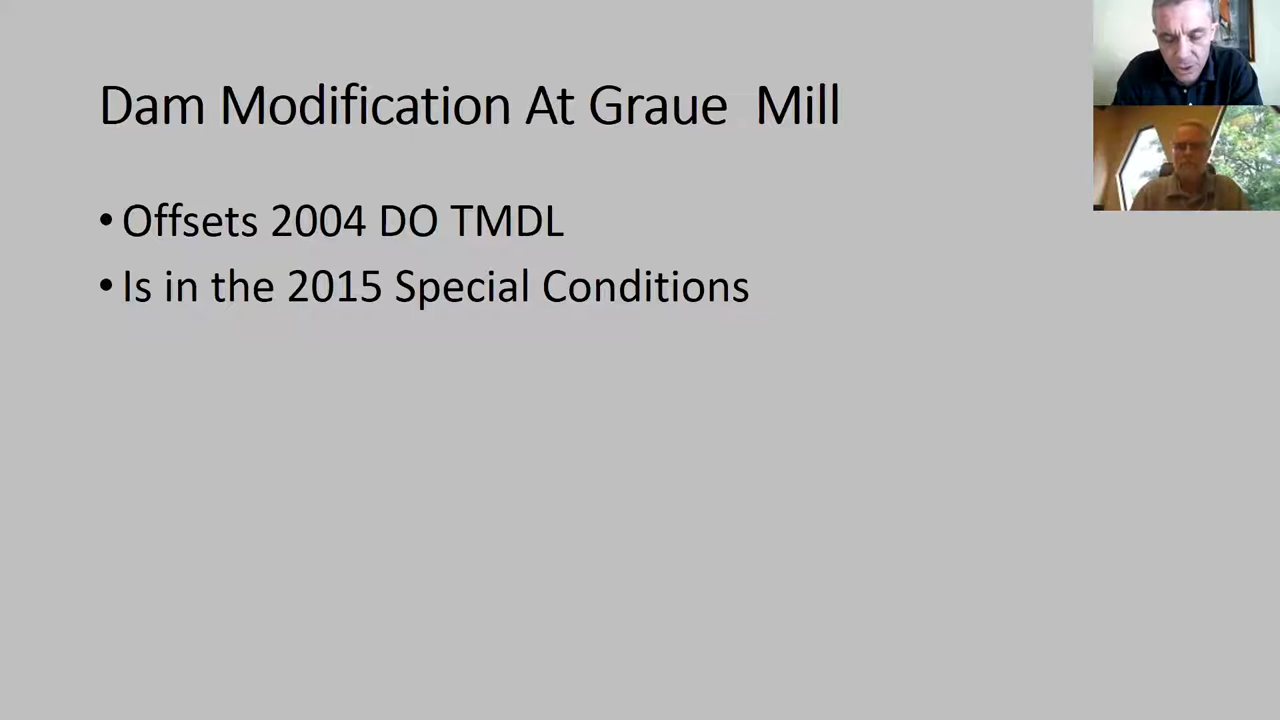 Dam Modification At Graue  Mill
• Offsets 2004 DO TMDL
• Is in the 2015 Special Conditions